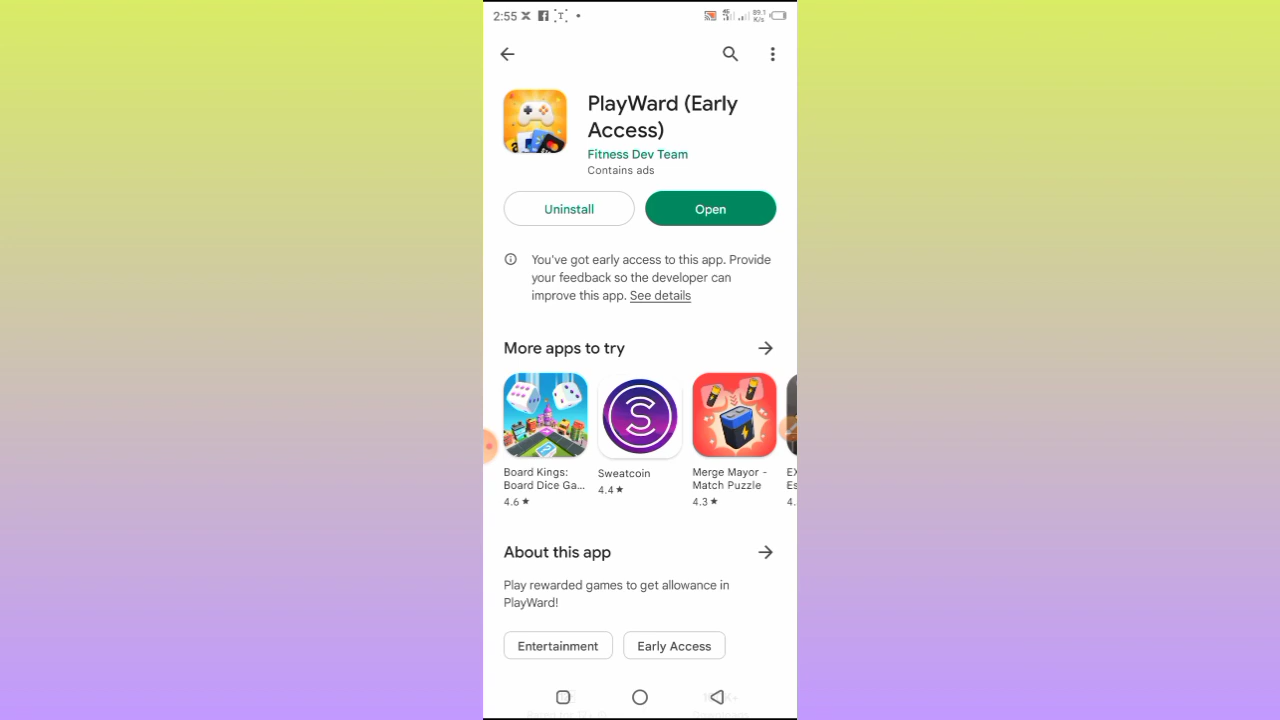 2:55
89.1
K/s
PlayWard (Early
Access)
Fitness Dev Team
Contains ads
Uninstall
Open
You've got early access to this app. Provide
your feedback so the developer can
improve this app. See details
More apps to try
Board Kings:
Board Dice Ga...
4.6 ★
Sweatcoin
4.4 ★
Merge Mayor -
Match Puzzle
4.3 ★
About this app
Play rewarded games to get allowance in
PlayWard!
Entertainment
Early Access